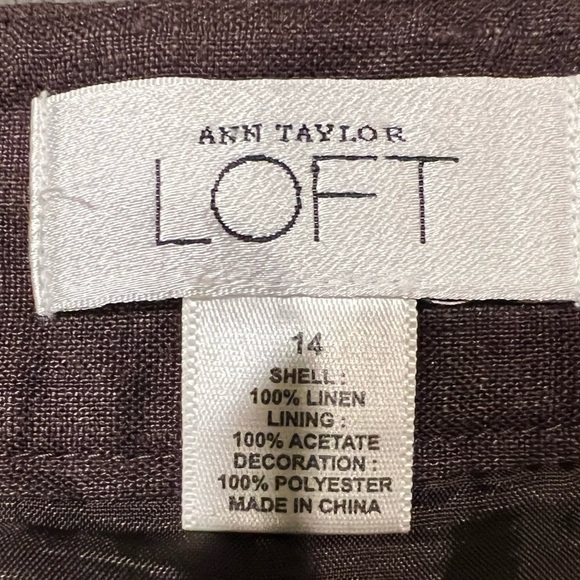 ANN TAYLOR
LOFT
14
SHELL :
100% LINEN
LINING :
100% ACETATE
DECORATION :
100% POLYESTER
MADE IN CHINA